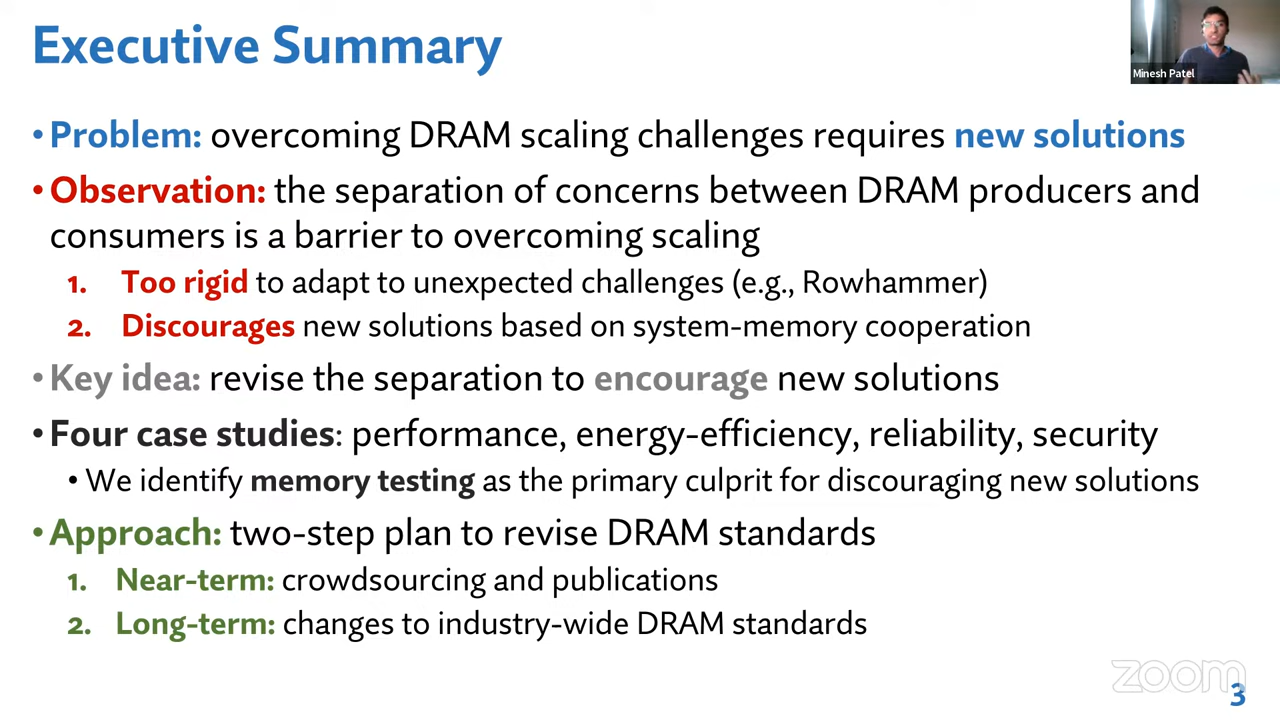 Executive Summary
Minesh Patel
• Problem: overcoming DRAM scaling challenges requires new solutions
• Observation: the separation of concerns between DRAM producers and
consumers is a barrier to overcoming scaling
1. Too rigid to adapt to unexpected challenges (e.g., Rowhammer)
2. Discourages new solutions based on system-memory cooperation
• Key idea: revise the separation to encourage new solutions
• Four case studies: performance, energy-efficiency, reliability, security
• We identify memory testing as the primary culprit for discouraging new solutions
• Approach: two-step plan to revise DRAM standards
1. Near-term: crowdsourcing and publications
2. Long-term: changes to industry-wide DRAM standards
zoom
3